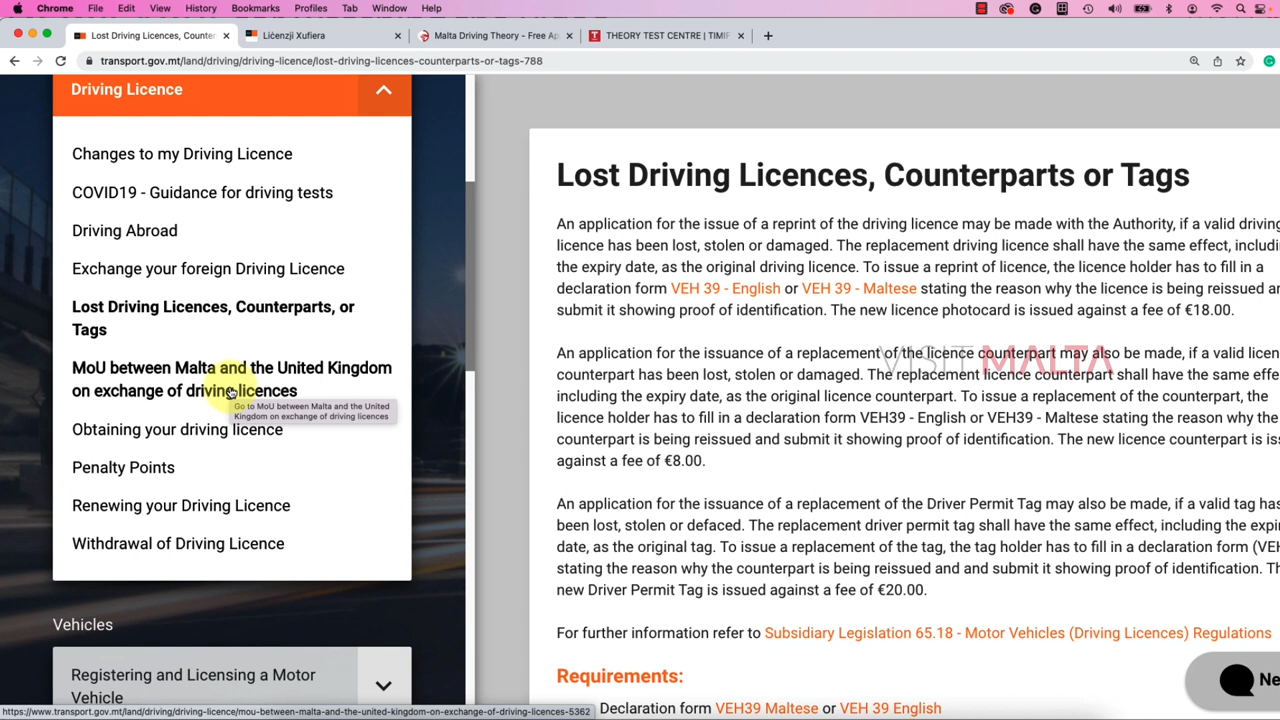 Chrome File Edit View History Bookmarks Profiles Tab Window Help
Lost Driving Licences, Counter
Liċenzji Xufiera
Malta Driving Theory – Free Ap
THEORY TEST CENTRE | TIMIF
transport.gov.mt/land/driving/driving-licence/lost-driving-licences-counterparts-or-tags-788
Driving Licence
Changes to my Driving Licence
COVID19 - Guidance for driving tests
Driving Abroad
Exchange your foreign Driving Licence
Lost Driving Licences, Counterparts, or
Tags
MoU between Malta and the United Kingdom
on exchange of driving licences
Go to MoU between Malta and the United
Kingdom on exchange of driving licences
Obtaining your driving licence
Penalty Points
Renewing your Driving Licence
Withdrawal of Driving Licence
Vehicles
Registering and Licensing a Motor
Vehicle
https://www.transport.gov.mt/land/driving/driving-licence/mou-between-malta-and-the-united-kingdom-on-exchange-of-driving-licences-5362
Lost Driving Licences, Counterparts or Tags
An application for the issue of a reprint of the driving licence may be made with the Authority, if a valid driving
licence has been lost, stolen or damaged. The replacement driving licence shall have the same effect, includin
the expiry date, as the original driving licence. To issue a reprint of licence, the licence holder has to fill in a
declaration form VEH 39 - English or VEH 39 - Maltese stating the reason why the licence is being reissued and
submit it showing proof of identification. The new licence photocard is issued against a fee of €18.00.
VISIT MALTA
An application for the issuance of a replacement of the licence counterpart may also be made, if a valid licen
counterpart has been lost, stolen or damaged. The replacement licence counterpart shall have the same effe
including the expiry date, as the original licence counterpart. To issue a replacement of the counterpart, the
licence holder has to fill in a declaration form VEH39 - English or VEH39 - Maltese stating the reason why the
counterpart is being reissued and submit it showing proof of identification. The new licence counterpart is iss
against a fee of €8.00.
An application for the issuance of a replacement of the Driver Permit Tag may also be made, if a valid tag has
been lost, stolen or defaced. The replacement driver permit tag shall have the same effect, including the expir
date, as the original tag. To issue a replacement of the tag, the tag holder has to fill in a declaration form (VEH
stating the reason why the counterpart is being reissued and and submit it showing proof of identification. Th
new Driver Permit Tag is issued against a fee of €20.00.
For further information refer to Subsidiary Legislation 65.18 - Motor Vehicles (Driving Licences) Regulations
Requirements:
Declaration form VEH39 Maltese or VEH 39 English
Ne